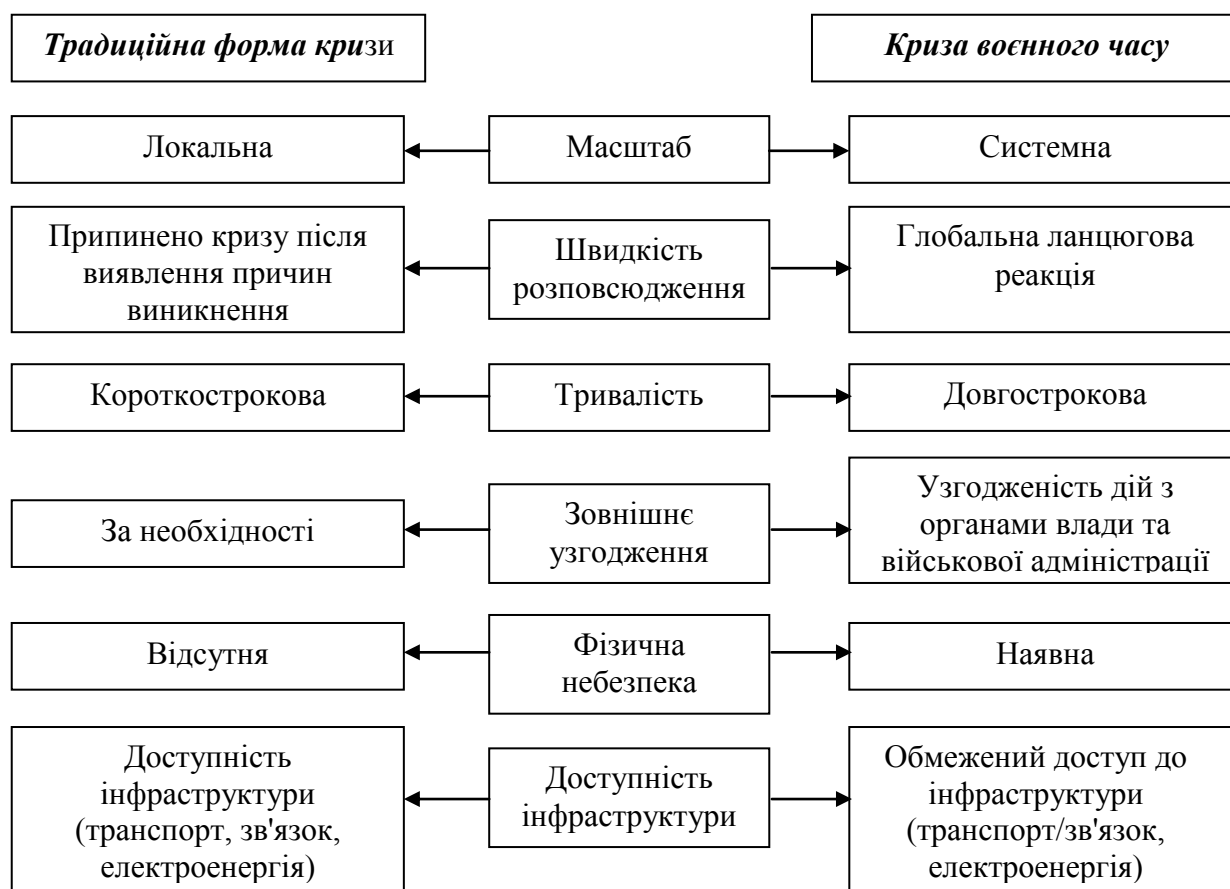 Традиційна форма кризи
Криза воєнного часу
Локальна
Масштаб
Системна
Припинено кризу після
виявлення причин
виникнення
Швидкість
розповсюдження
Глобальна ланцюгова
реакція
Короткострокова
Тривалість
Довгострокова
За необхідності
Зовнішнє
узгодження
Узгодженість дій з
органами влади та
військової адміністрації
Відсутня
Фізична
небезпека
Наявна
Доступність
інфраструктури
(транспорт, зв'язок,
електроенергія)
Доступність
інфраструктури
Обмежений доступ до
інфраструктури
(транспорт/зв'язок,
електроенергія)